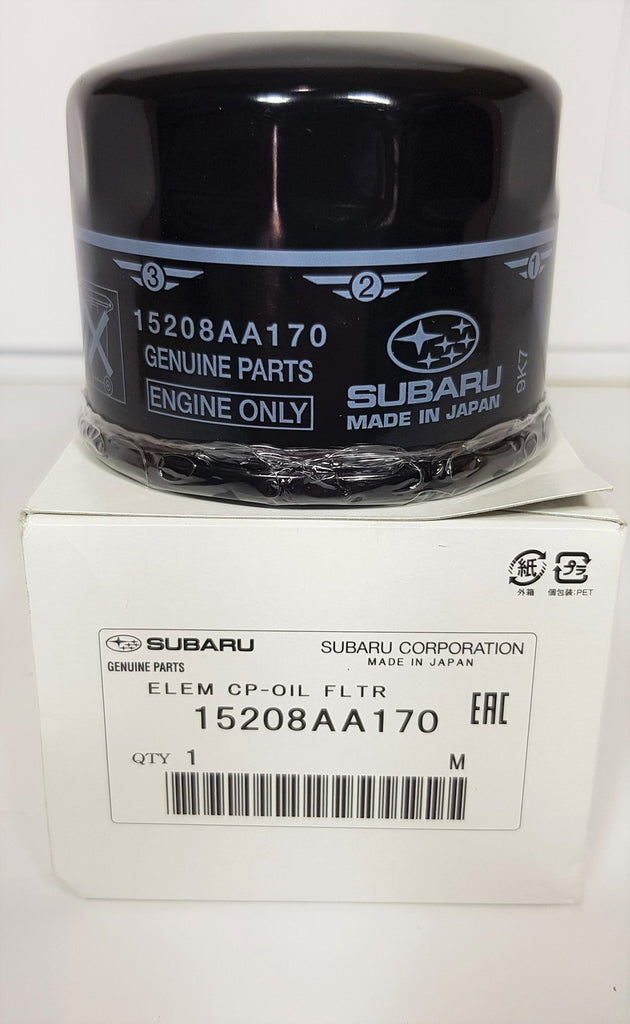 3
2
1
15208AA170
GENUINE PARTS
ENGINE ONLY
SUBARU
MADE IN JAPAN
9K7
紙
プラ
外箱
個包装:PET
SUBARU
GENUINE PARTS
SUBARU CORPORATION
MADE IN JAPAN
ELEM CP-OIL FLTR
15208AA170
EAC
QTY 1
M